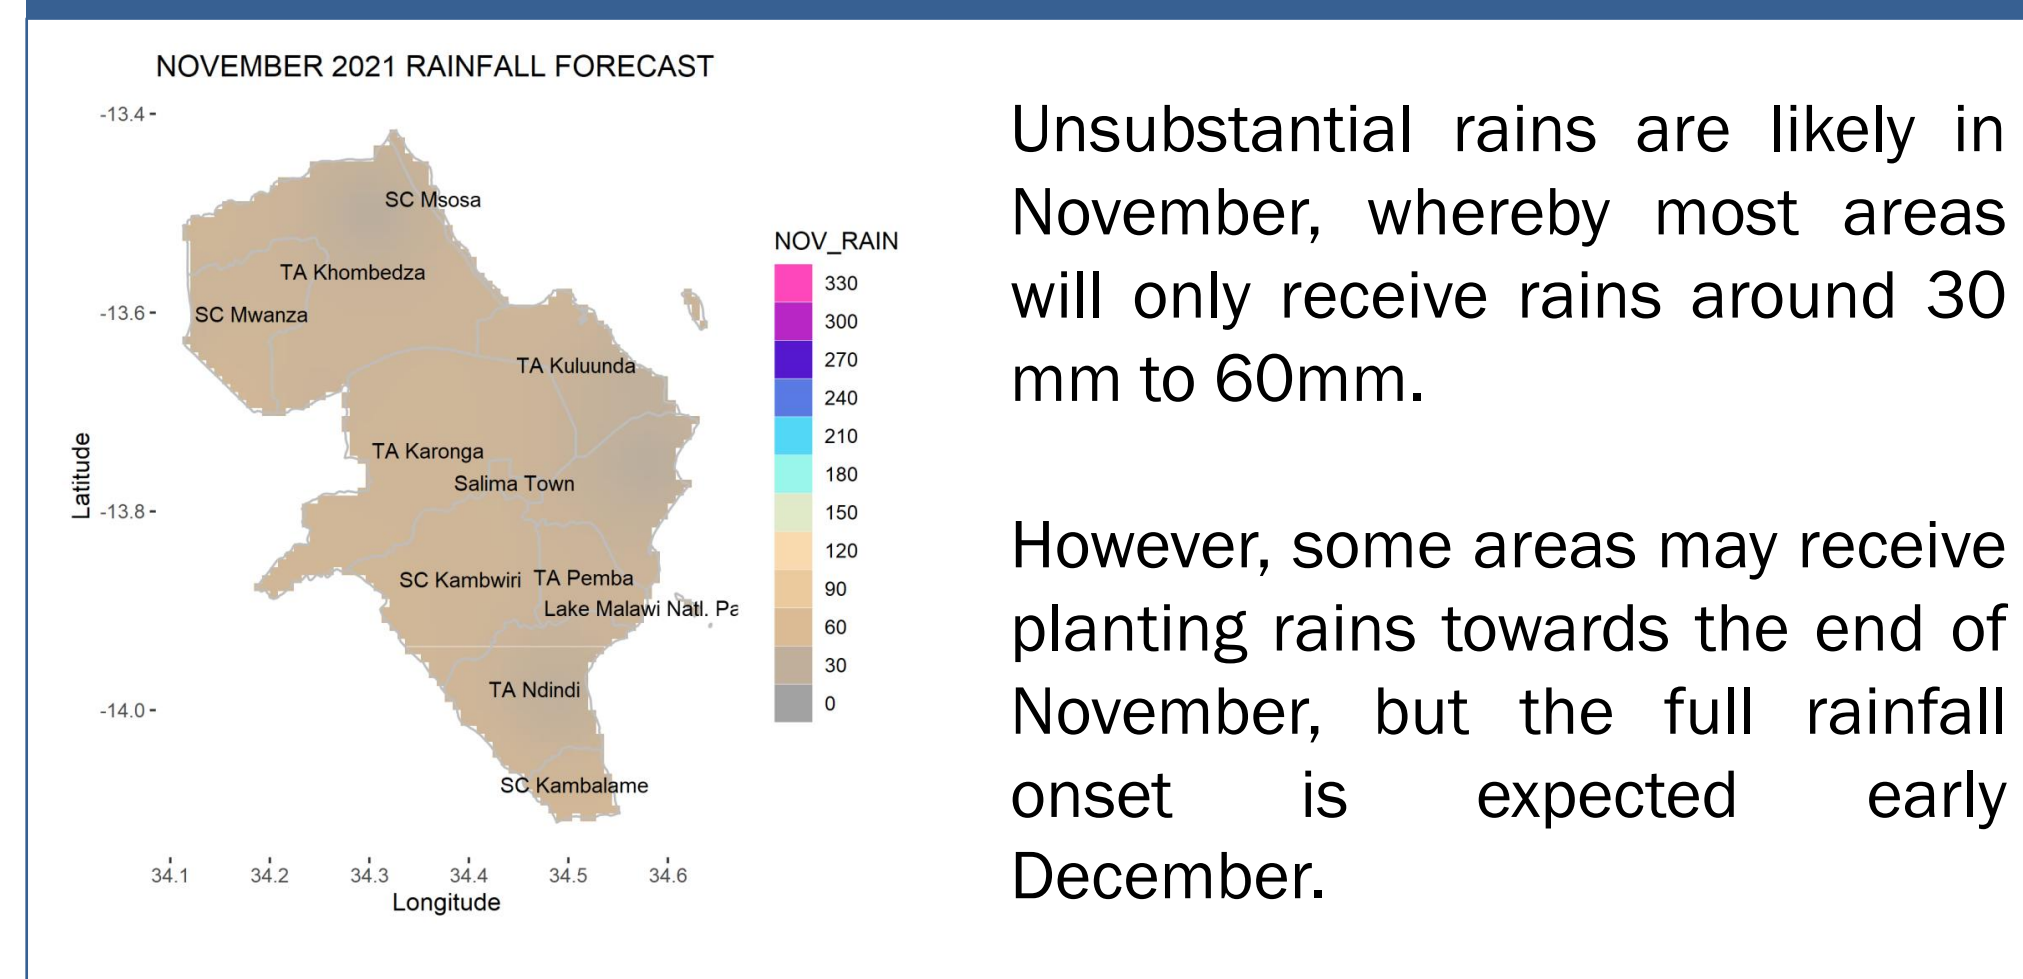 NOVEMBER 2021 RAINFALL FORECAST
-13.4
-13.6
-13.8
-14.0
Latitude
34.1 34.2 34.3 34.4 34.5 34.6
Longitude
SC Msosa
TA Khombedza
SC Mwanza
TA Kuluunda
TA Karonga
Salima Town
SC Kambwiri TA Pemba
Lake Malawi Natl. Pa
TA Ndindi
SC Kambalame
NOV_RAIN
330
300
270
240
210
180
150
120
90
60
30
0
Unsubstantial rains are likely in
November, whereby most areas
will only receive rains around 30
mm to 60mm.
However, some areas may receive
planting rains towards the end of
November, but the full rainfall
onset is expected early
December.